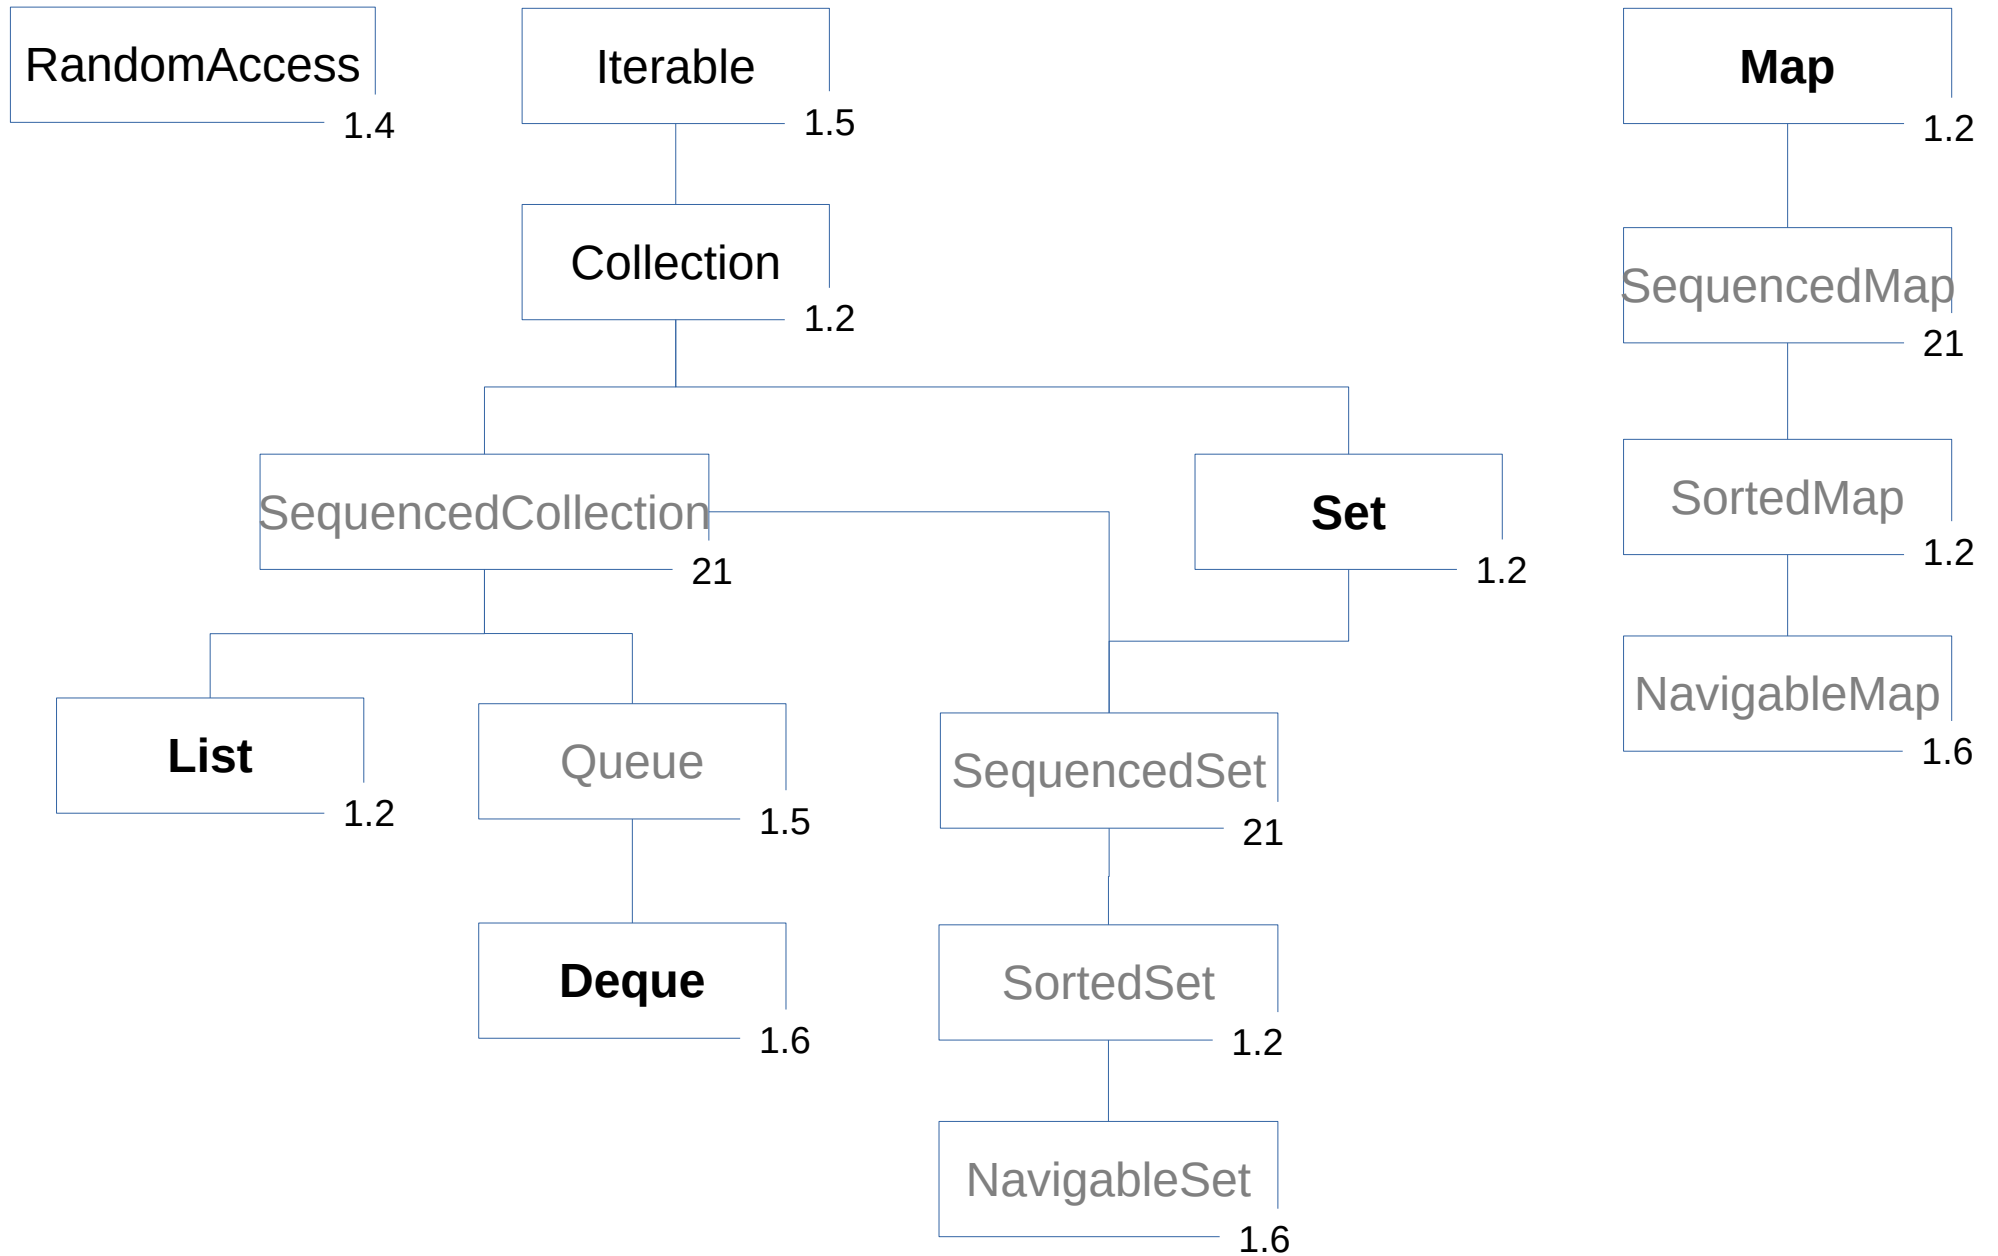 RandomAccess
1.4
Iterable
1.5
Map
1.2
Collection
1.2
SequencedMap
21
SequencedCollection
21
Set
1.2
SortedMap
1.2
List
1.2
Queue
1.5
SequencedSet
21
NavigableMap
1.6
Deque
1.6
SortedSet
1.2
NavigableSet
1.6